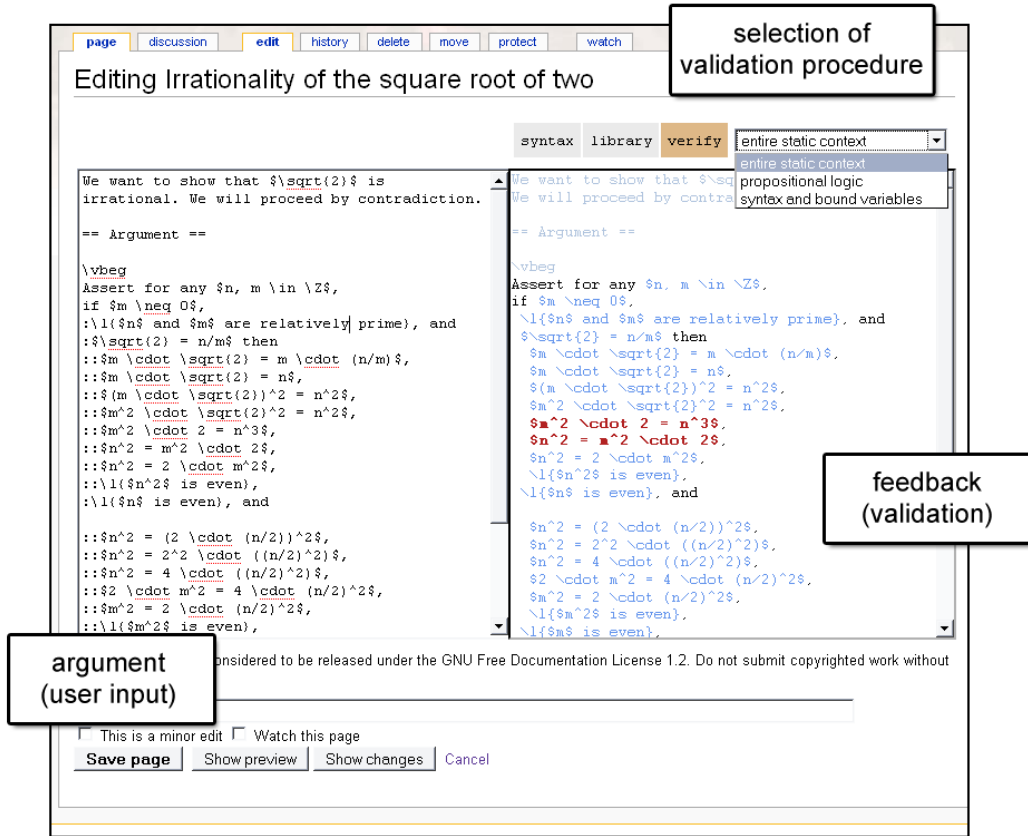 page discussion edit history delete move protect watch
selection of
validation procedure
Editing Irrationality of the square root of two
syntax library verify entire static context
entire static context
propositional logic
syntax and bound variables
We want to show that $\sqrt{2}$ is
irrational. We will proceed by contradiction.
== Argument ==
\vbeg
Assert for any $n, m \in \Z$,
if $m \neq 0$,
:\l{$n$ and $m$ are relatively prime}, and
:$\sqrt{2} = n/m$ then
::$m \cdot \sqrt{2} = m \cdot (n/m)$,
::$m \cdot \sqrt{2} = n$,
::$(m \cdot \sqrt{2})^2 = n^2$,
::$m^2 \cdot \sqrt{2}^2 = n^2$,
::$m^2 \cdot 2 = n^3$,
::$n^2 = m^2 \cdot 2$,
::$n^2 = 2 \cdot m^2$,
::\l{$n^2$ is even},
:\l{$n$ is even}, and
::$n^2 = (2 \cdot (n/2))^2$,
::$n^2 = 2^2 \cdot ((n/2)^2)$,
::$n^2 = 4 \cdot ((n/2)^2)$,
::$2 \cdot m^2 = 4 \cdot (n/2)^2$,
::$m^2 = 2 \cdot (n/2)^2$,
::\l{$m^2$ is even},
We want to show that $\sq
We will proceed by contra
== Argument ==
\vbeg
Assert for any $n, m \in \Z$,
if $m \neq 0$,
\l{$n$ and $m$ are relatively prime}, and
$\sqrt{2} = n/m$ then
$m \cdot \sqrt{2} = m \cdot (n/m)$,
$m \cdot \sqrt{2} = n$,
$(m \cdot \sqrt{2})^2 = n^2$,
$m^2 \cdot \sqrt{2}^2 = n^2$,
$m^2 \cdot 2 = n^3$,
$n^2 = m^2 \cdot 2$,
$n^2 = 2 \cdot m^2$,
\l{$n^2$ is even},
\l{$n$ is even}, and
$n^2 = (2 \cdot (n/2))^2$,
$n^2 = 2^2 \cdot ((n/2)^2)$,
$n^2 = 4 \cdot ((n/2)^2)$,
$2 \cdot m^2 = 4 \cdot (n/2)^2$,
$m^2 = 2 \cdot (n/2)^2$,
\l{$m^2$ is even},
\l{$m$ is even},
feedback
(validation)
argument
(user input)
onsidered to be released under the GNU Free Documentation License 1.2. Do not submit copyrighted work without
This is a minor edit Watch this page
Save page Show preview Show changes Cancel